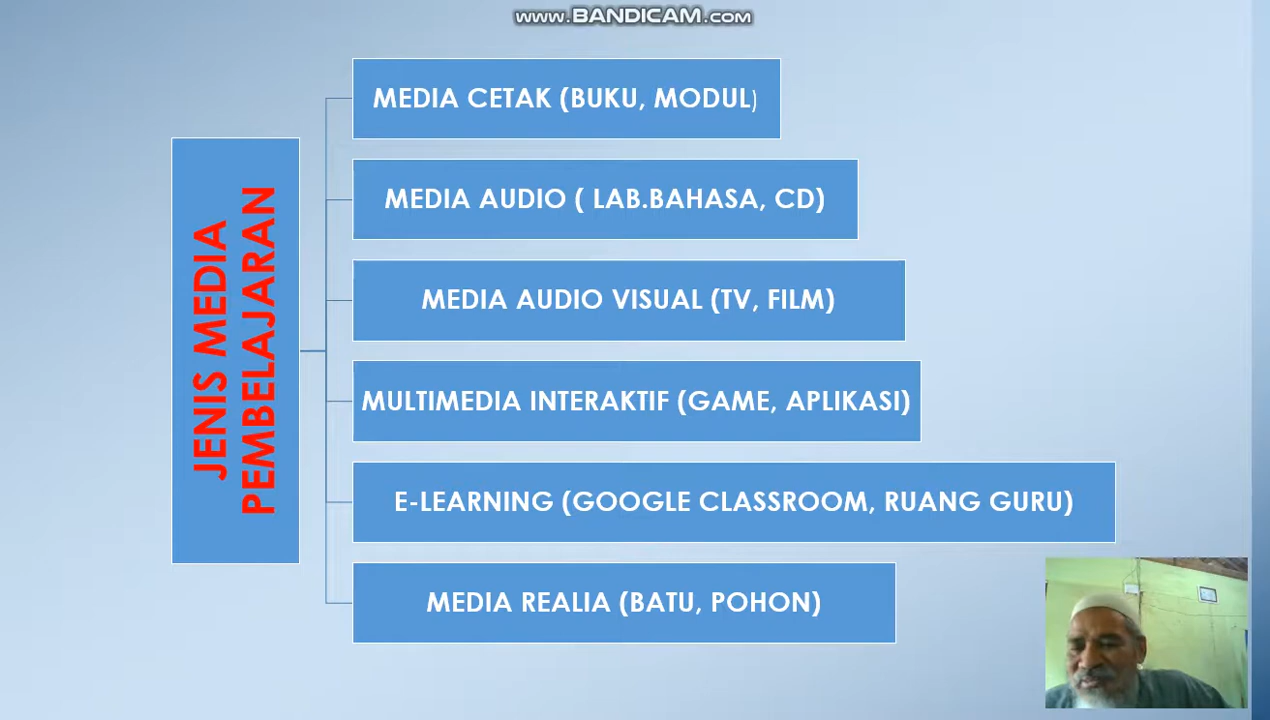 www.BANDICAM.com
MEDIA CETAK (BUKU, MODUL)
MEDIA AUDIO ( LAB.BAHASA, CD)
MEDIA AUDIO VISUAL (TV, FILM)
JENIS MEDIA
PEMBELAJARAN
MULTIMEDIA INTERAKTIF (GAME, APLIKASI)
E-LEARNING (GOOGLE CLASSROOM, RUANG GURU)
MEDIA REALIA (BATU, POHON)